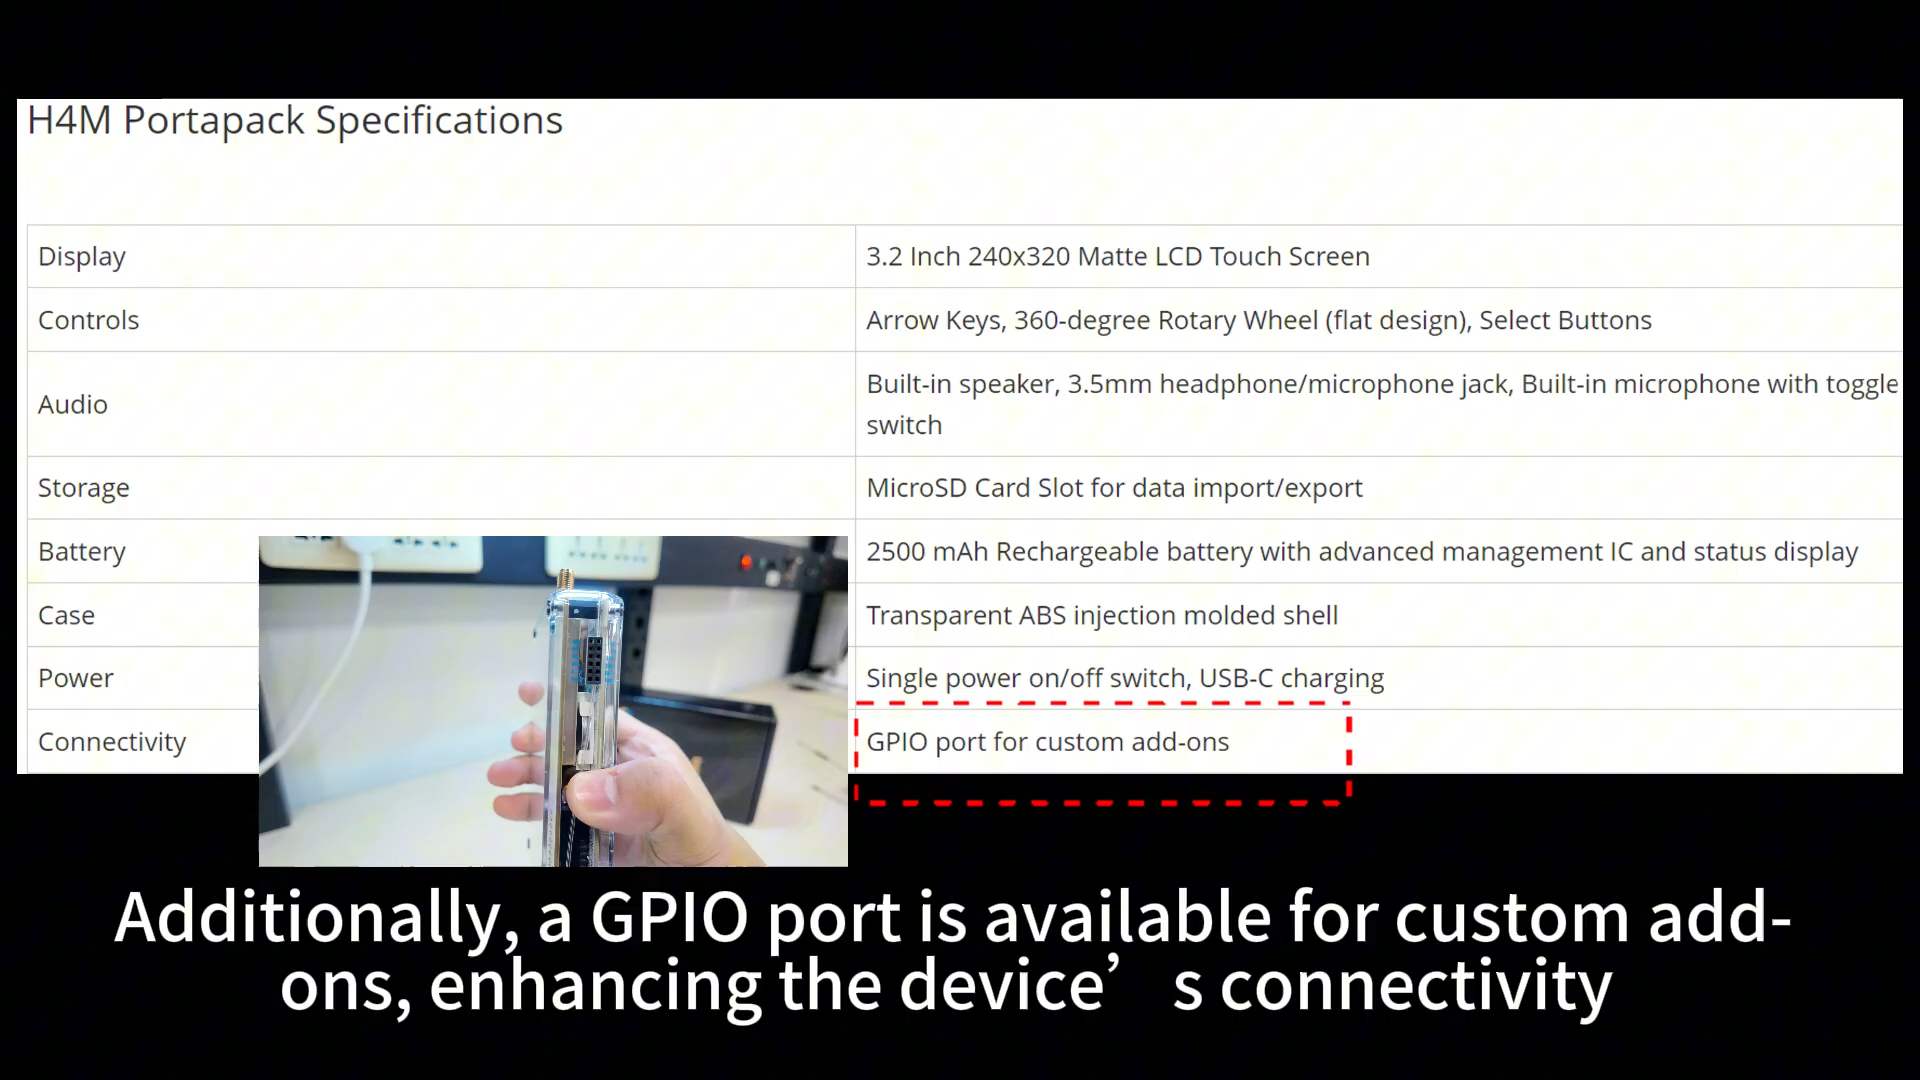 H4M Portapack Specifications
Display
3.2 Inch 240x320 Matte LCD Touch Screen
Controls
Arrow Keys, 360-degree Rotary Wheel (flat design), Select Buttons
Audio
Built-in speaker, 3.5mm headphone/microphone jack, Built-in microphone with toggle
switch
Storage
MicroSD Card Slot for data import/export
Battery
2500 mAh Rechargeable battery with advanced management IC and status display
Case
Transparent ABS injection molded shell
Power
Single power on/off switch, USB-C charging
Connectivity
GPIO port for custom add-ons
Additionally, a GPIO port is available for custom add-
ons, enhancing the device’s connectivity